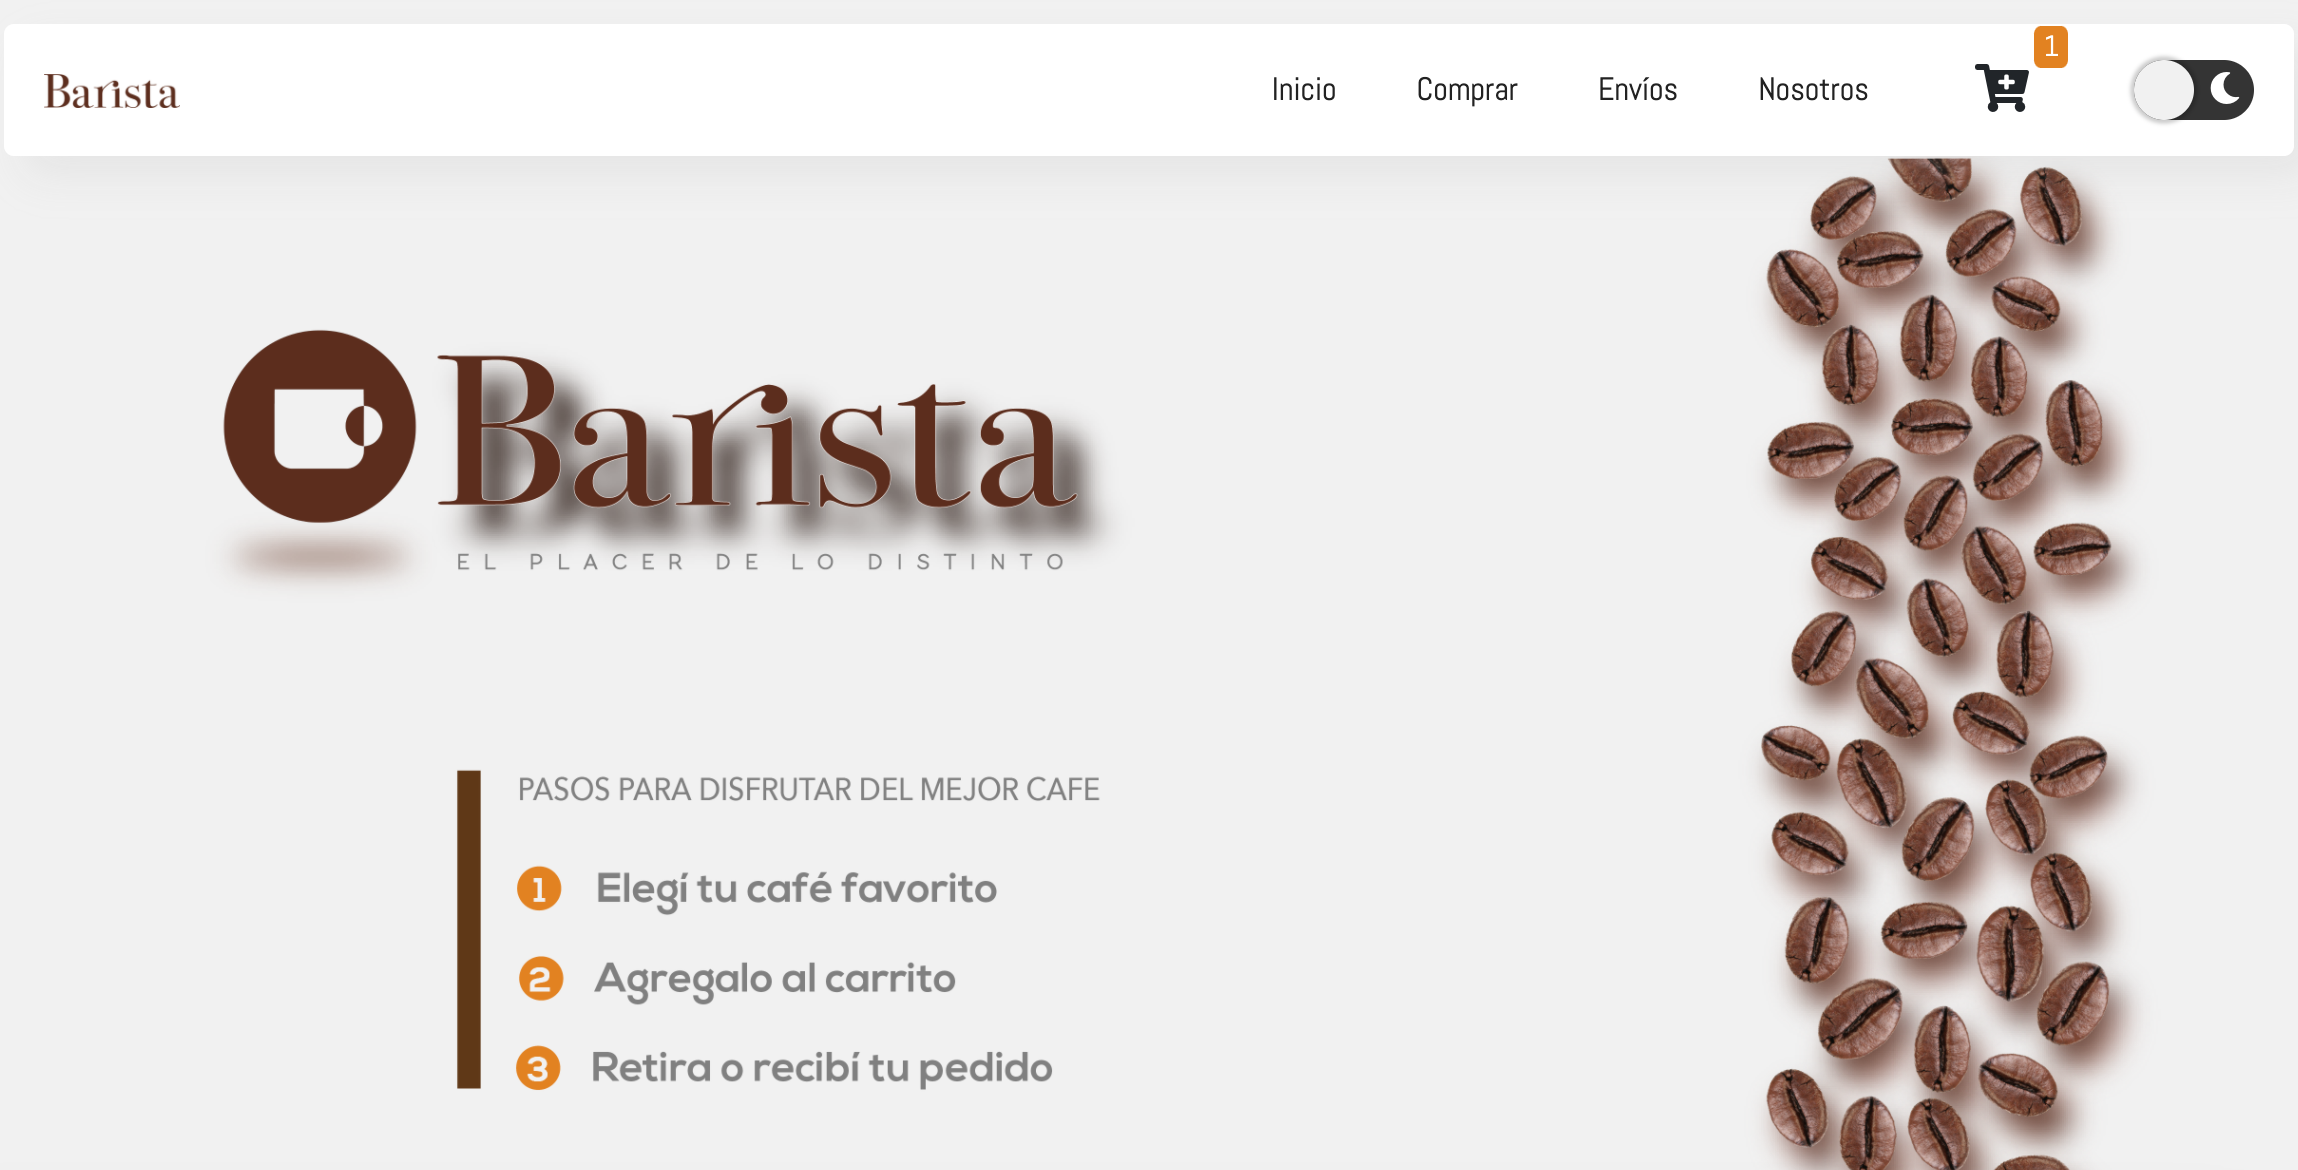 Barista
Inicio Comprar Envíos Nosotros 1
Barista
EL PLACER DE LO DISTINTO
PASOS PARA DISFRUTAR DEL MEJOR CAFE
1 Elegí tu café favorito
2 Agregalo al carrito
3 Retira o recibí tu pedido